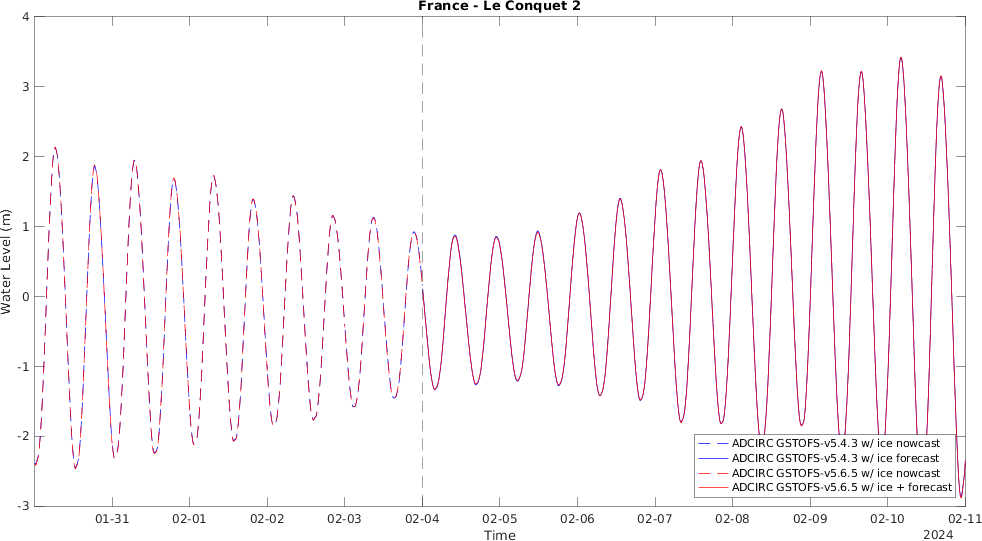 France - Le Conquet 2
4
3
2
1
0
-1
-2
-3
Water Level (m)
ADCIRC GSTOFS-v5.4.3 w/ ice nowcast
ADCIRC GSTOFS-v5.4.3 w/ ice forecast
ADCIRC GSTOFS-v5.6.5 w/ ice nowcast
ADCIRC GSTOFS-v5.6.5 w/ ice + forecast
01-31 02-01 02-02 02-03 02-04 02-05 02-06 02-07 02-08 02-09 02-10 02-11
Time
2024